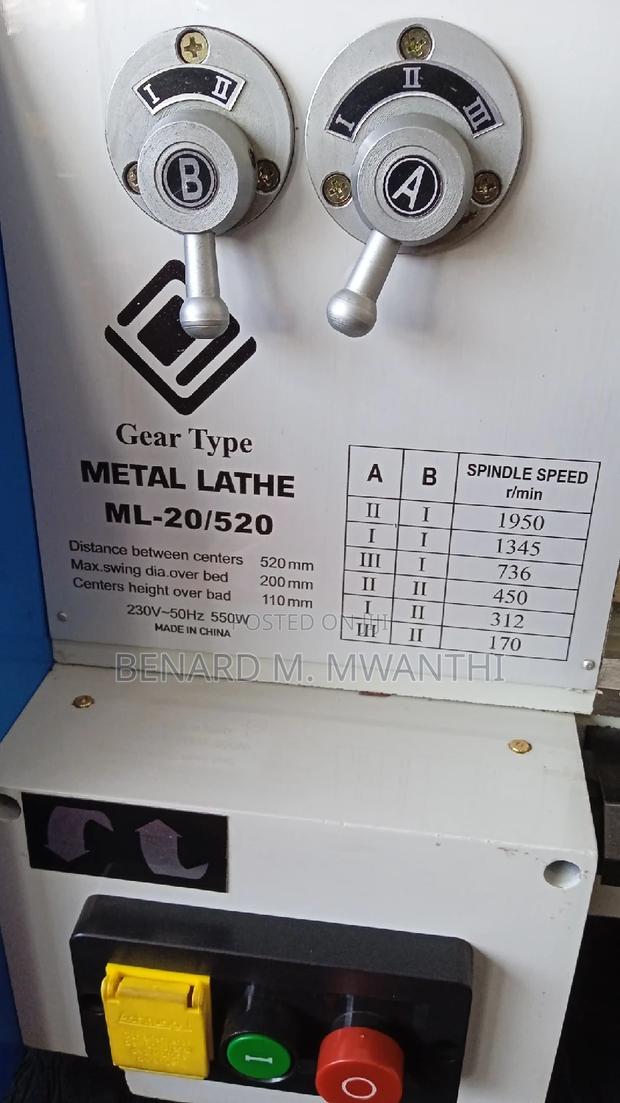 I II
I II III
B
A
Gear Type
METAL LATHE
ML-20/520
Distance between centers 520mm
Max.swing dia.over bed 200mm
Centers height over bad 110mm
230V~50Hz 550W
MADE IN CHINA
A B SPINDLE SPEED r/min
II I 1950
I I 1345
III I 736
II II 450
I II 312
III II 170
POSTED ON JIJI
BENARD M. MWANTHI
I
O